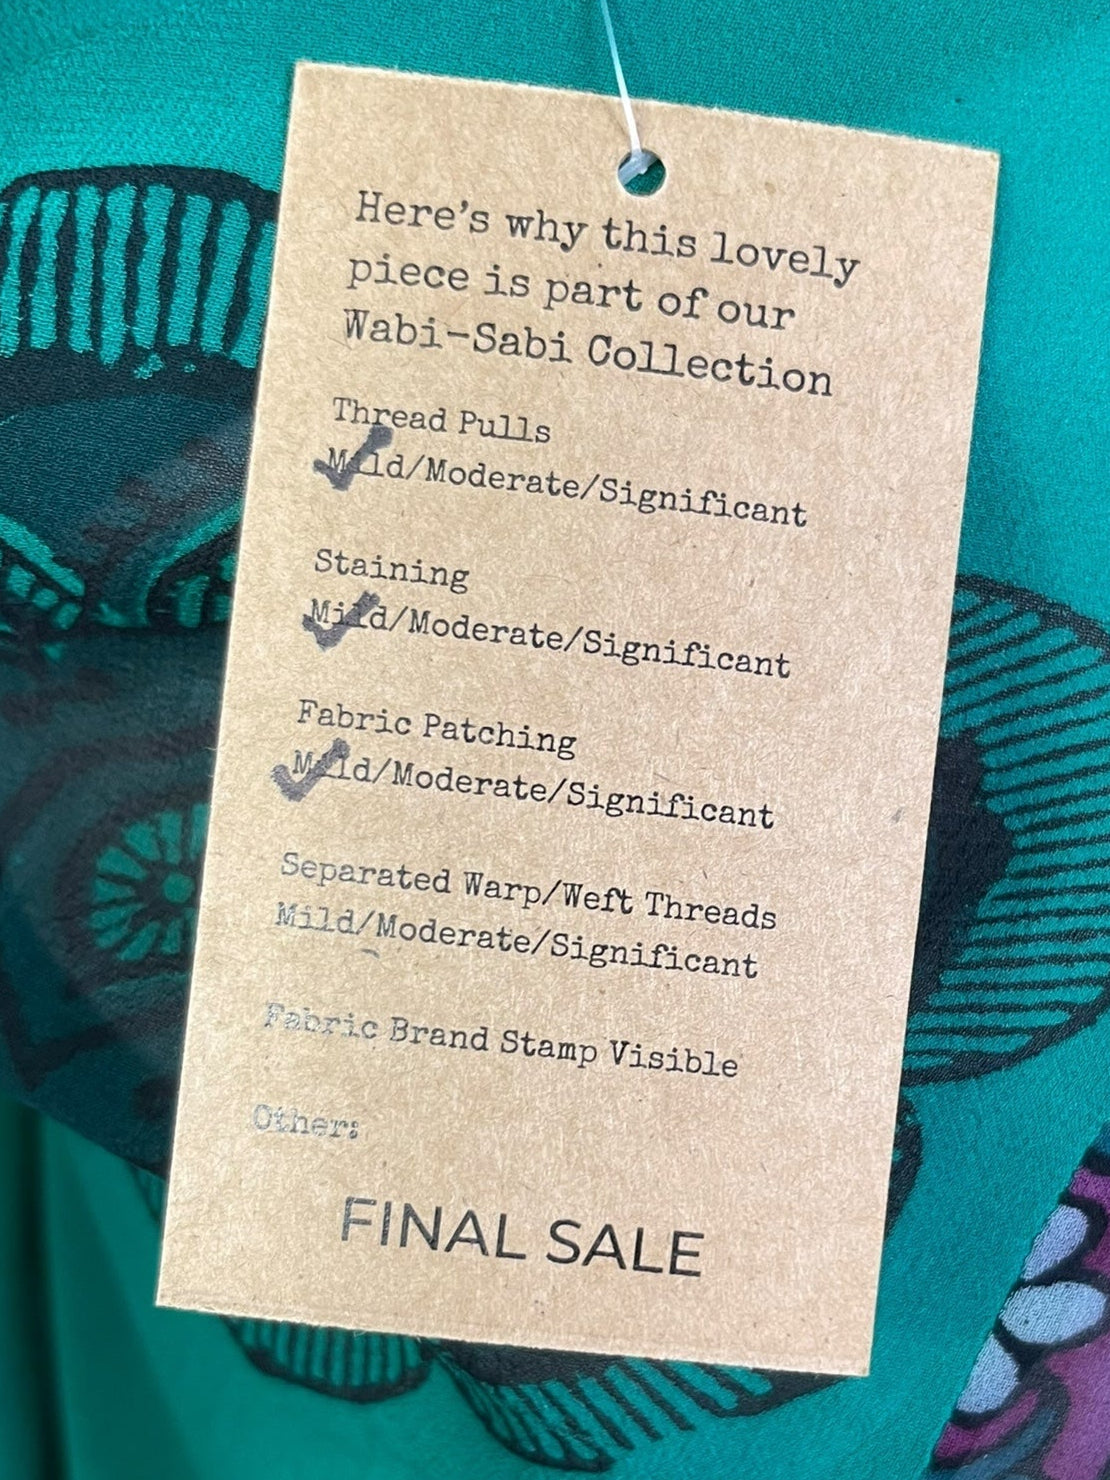 Here's why this lovely
piece is part of our
Wabi-Sabi Collection
Thread Pulls
Mild/Moderate/Significant
Staining
Mild/Moderate/Significant
Fabric Patching
Mild/Moderate/Significant
Separated Warp/Weft Threads
Mild/Moderate/Significant
Fabric Brand Stamp Visible
Other:
FINAL SALE